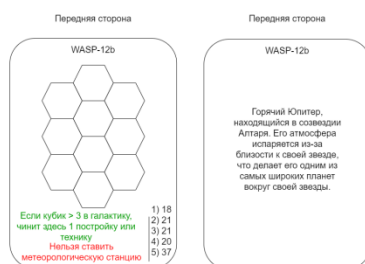 Передняя сторона
WASP-12b
Если кубик > 3 в галактику,
чинит здесь 1 постройку или
технику
Нельзя ставить
метеорологическую станцию
1) 18
2) 21
3) 21
4) 20
5) 37
Передняя сторона
WASP-12b
Горячий Юпитер,
находящийся в созвездии
Алтаря. Его атмосфера
испаряется из-за
близости к своей звезде,
что делает его одним из
самых широких планет
вокруг своей звезды.